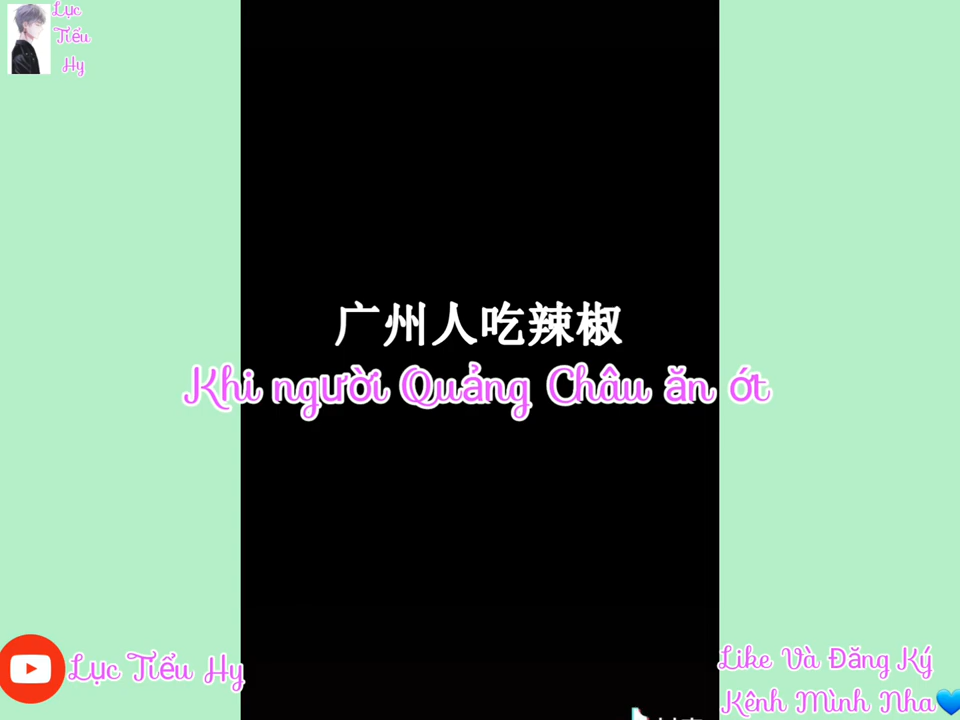 Lục
Tiểu
Hy
广州人吃辣椒
Khi người Quảng Châu ăn ớt
Lục Tiểu Hy
Like Và Đăng Ký
Kênh Mình Nha